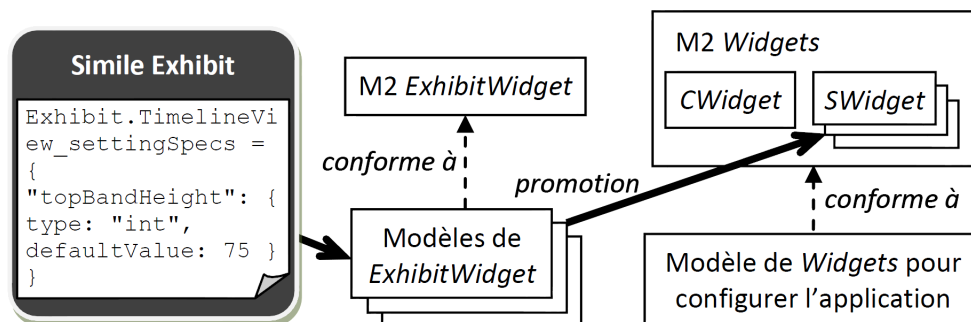 Simile Exhibit
Exhibit.TimelineVi
ew_settingSpecs =
{
"topBandHeight": {
type: "int",
defaultValue: 75 }
}
M2 ExhibitWidget
conforme à
Modèles de
ExhibitWidget
promotion
M2 Widgets
CWidget
SWidget
conforme à
Modèle de Widgets pour
configurer l’application